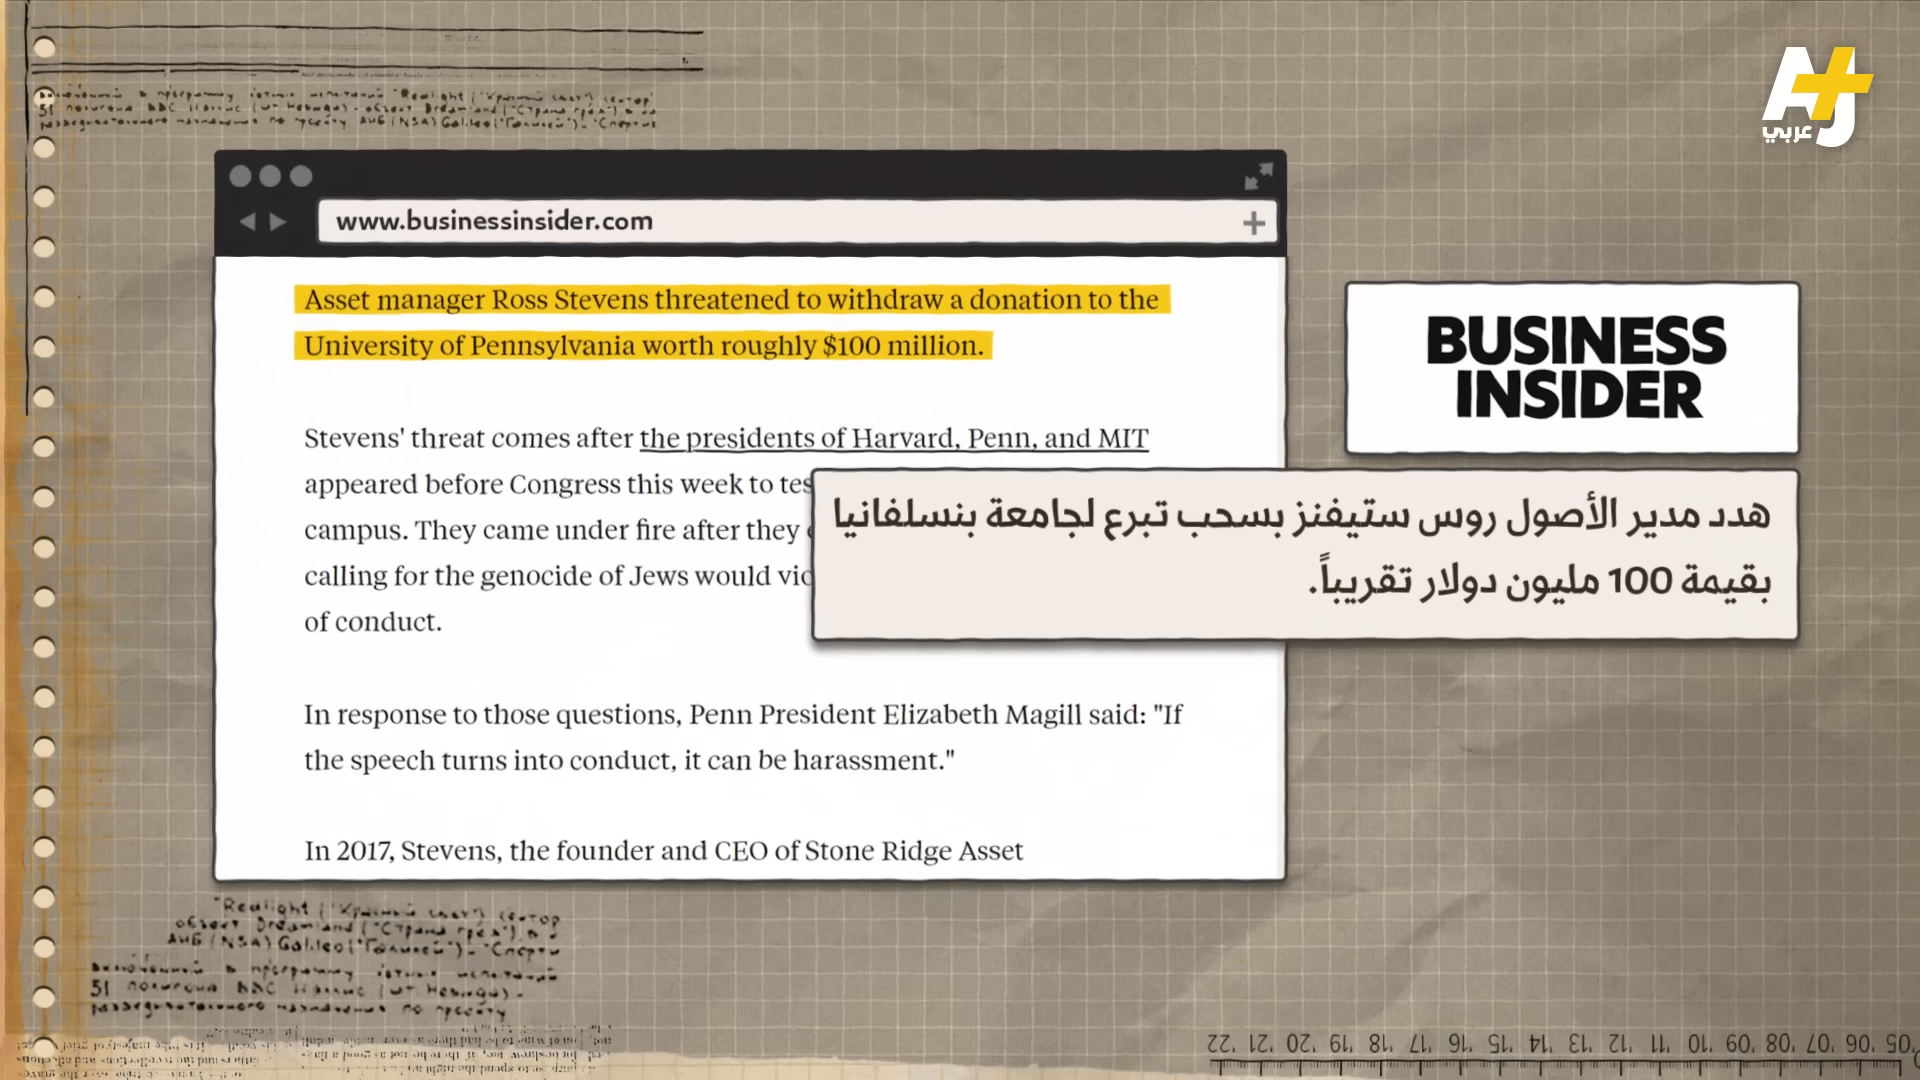 عربي
www.businessinsider.com
Asset manager Ross Stevens threatened to withdraw a donation to the
University of Pennsylvania worth roughly $100 million.
BUSINESS
INSIDER
Stevens' threat comes after the presidents of Harvard, Penn, and MIT
appeared before Congress this week to tes
campus. They came under fire after they
calling for the genocide of Jews would vio
of conduct.
هدد مدير الأصول روس ستيفنز بسحب تبرع لجامعة بنسلفانيا
بقيمة 100 مليون دولار تقريباً.
In response to those questions, Penn President Elizabeth Magill said: "If
the speech turns into conduct, it can be harassment."
In 2017, Stevens, the founder and CEO of Stone Ridge Asset